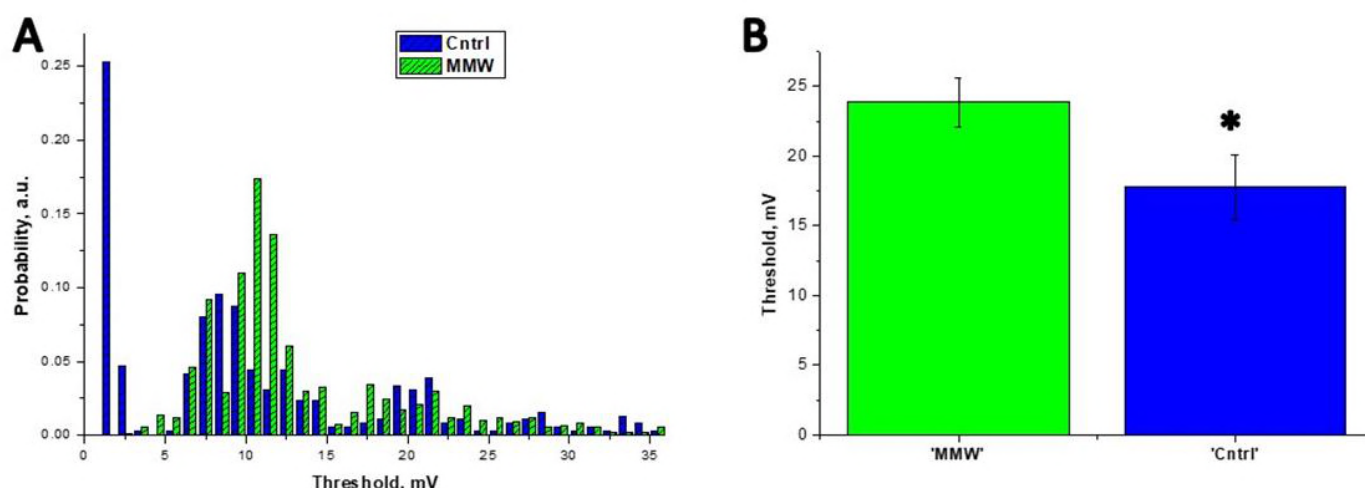 A
Cntrl
MMW
0.25
0.20
0.15
0.10
0.05
0.00
Probability, a.u.
0 5 10 15 20 25 30 35
Threshold, mV
B
*
25
20
15
10
5
0
Threshold, mV
'MMW' 'Cntrl'